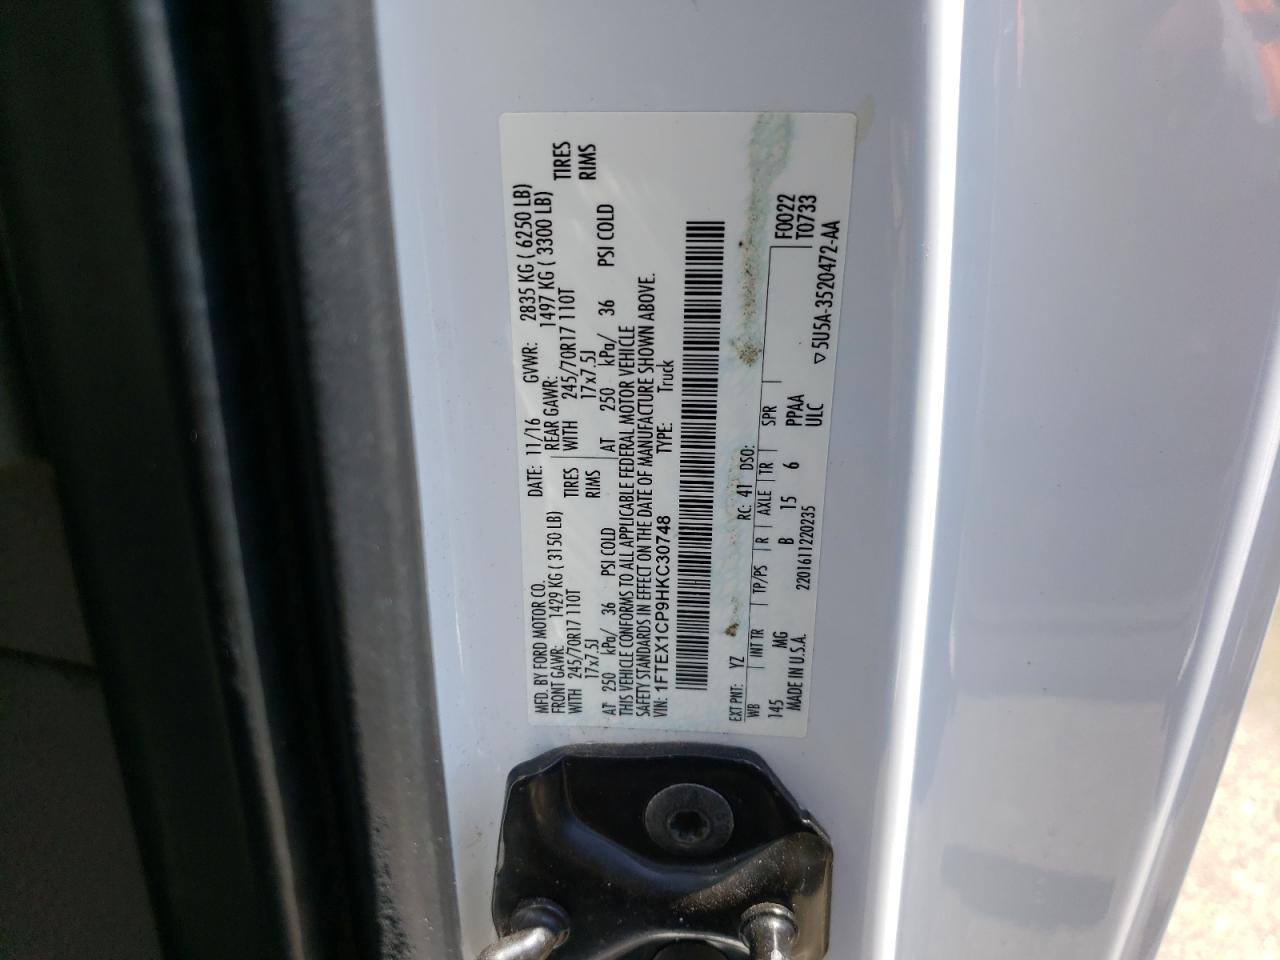 MFD. BY FORD MOTOR CO. DATE: 11/16 GVWR: 2835 KG ( 6250 LB)
FRONT GAWR: 1429 KG ( 3150 LB) REAR GAWR: 1497 KG ( 3300 LB)
WITH 245/70R17 110T TIRES WITH 245/70R17 110T TIRES
17x7.5J RIMS 17x7.5J RIMS
AT 250 kPa/ 36 PSI COLD AT 250 kPa/ 36 PSI COLD
THIS VEHICLE CONFORMS TO ALL APPLICABLE FEDERAL MOTOR VEHICLE
SAFETY STANDARDS IN EFFECT ON THE DATE OF MANUFACTURE SHOWN ABOVE.
VIN: 1FTEX1CP9HKC30748 TYPE: Truck
EXT PNT: YZ RC: 41 DSO:
WB INT TR TP/PS R AXLE TR SPR
145 MG B 15 6 PPAA F0022
MADE IN U.S.A. 2201611220235 ULC T0733
▽5U5A-3520472-AA